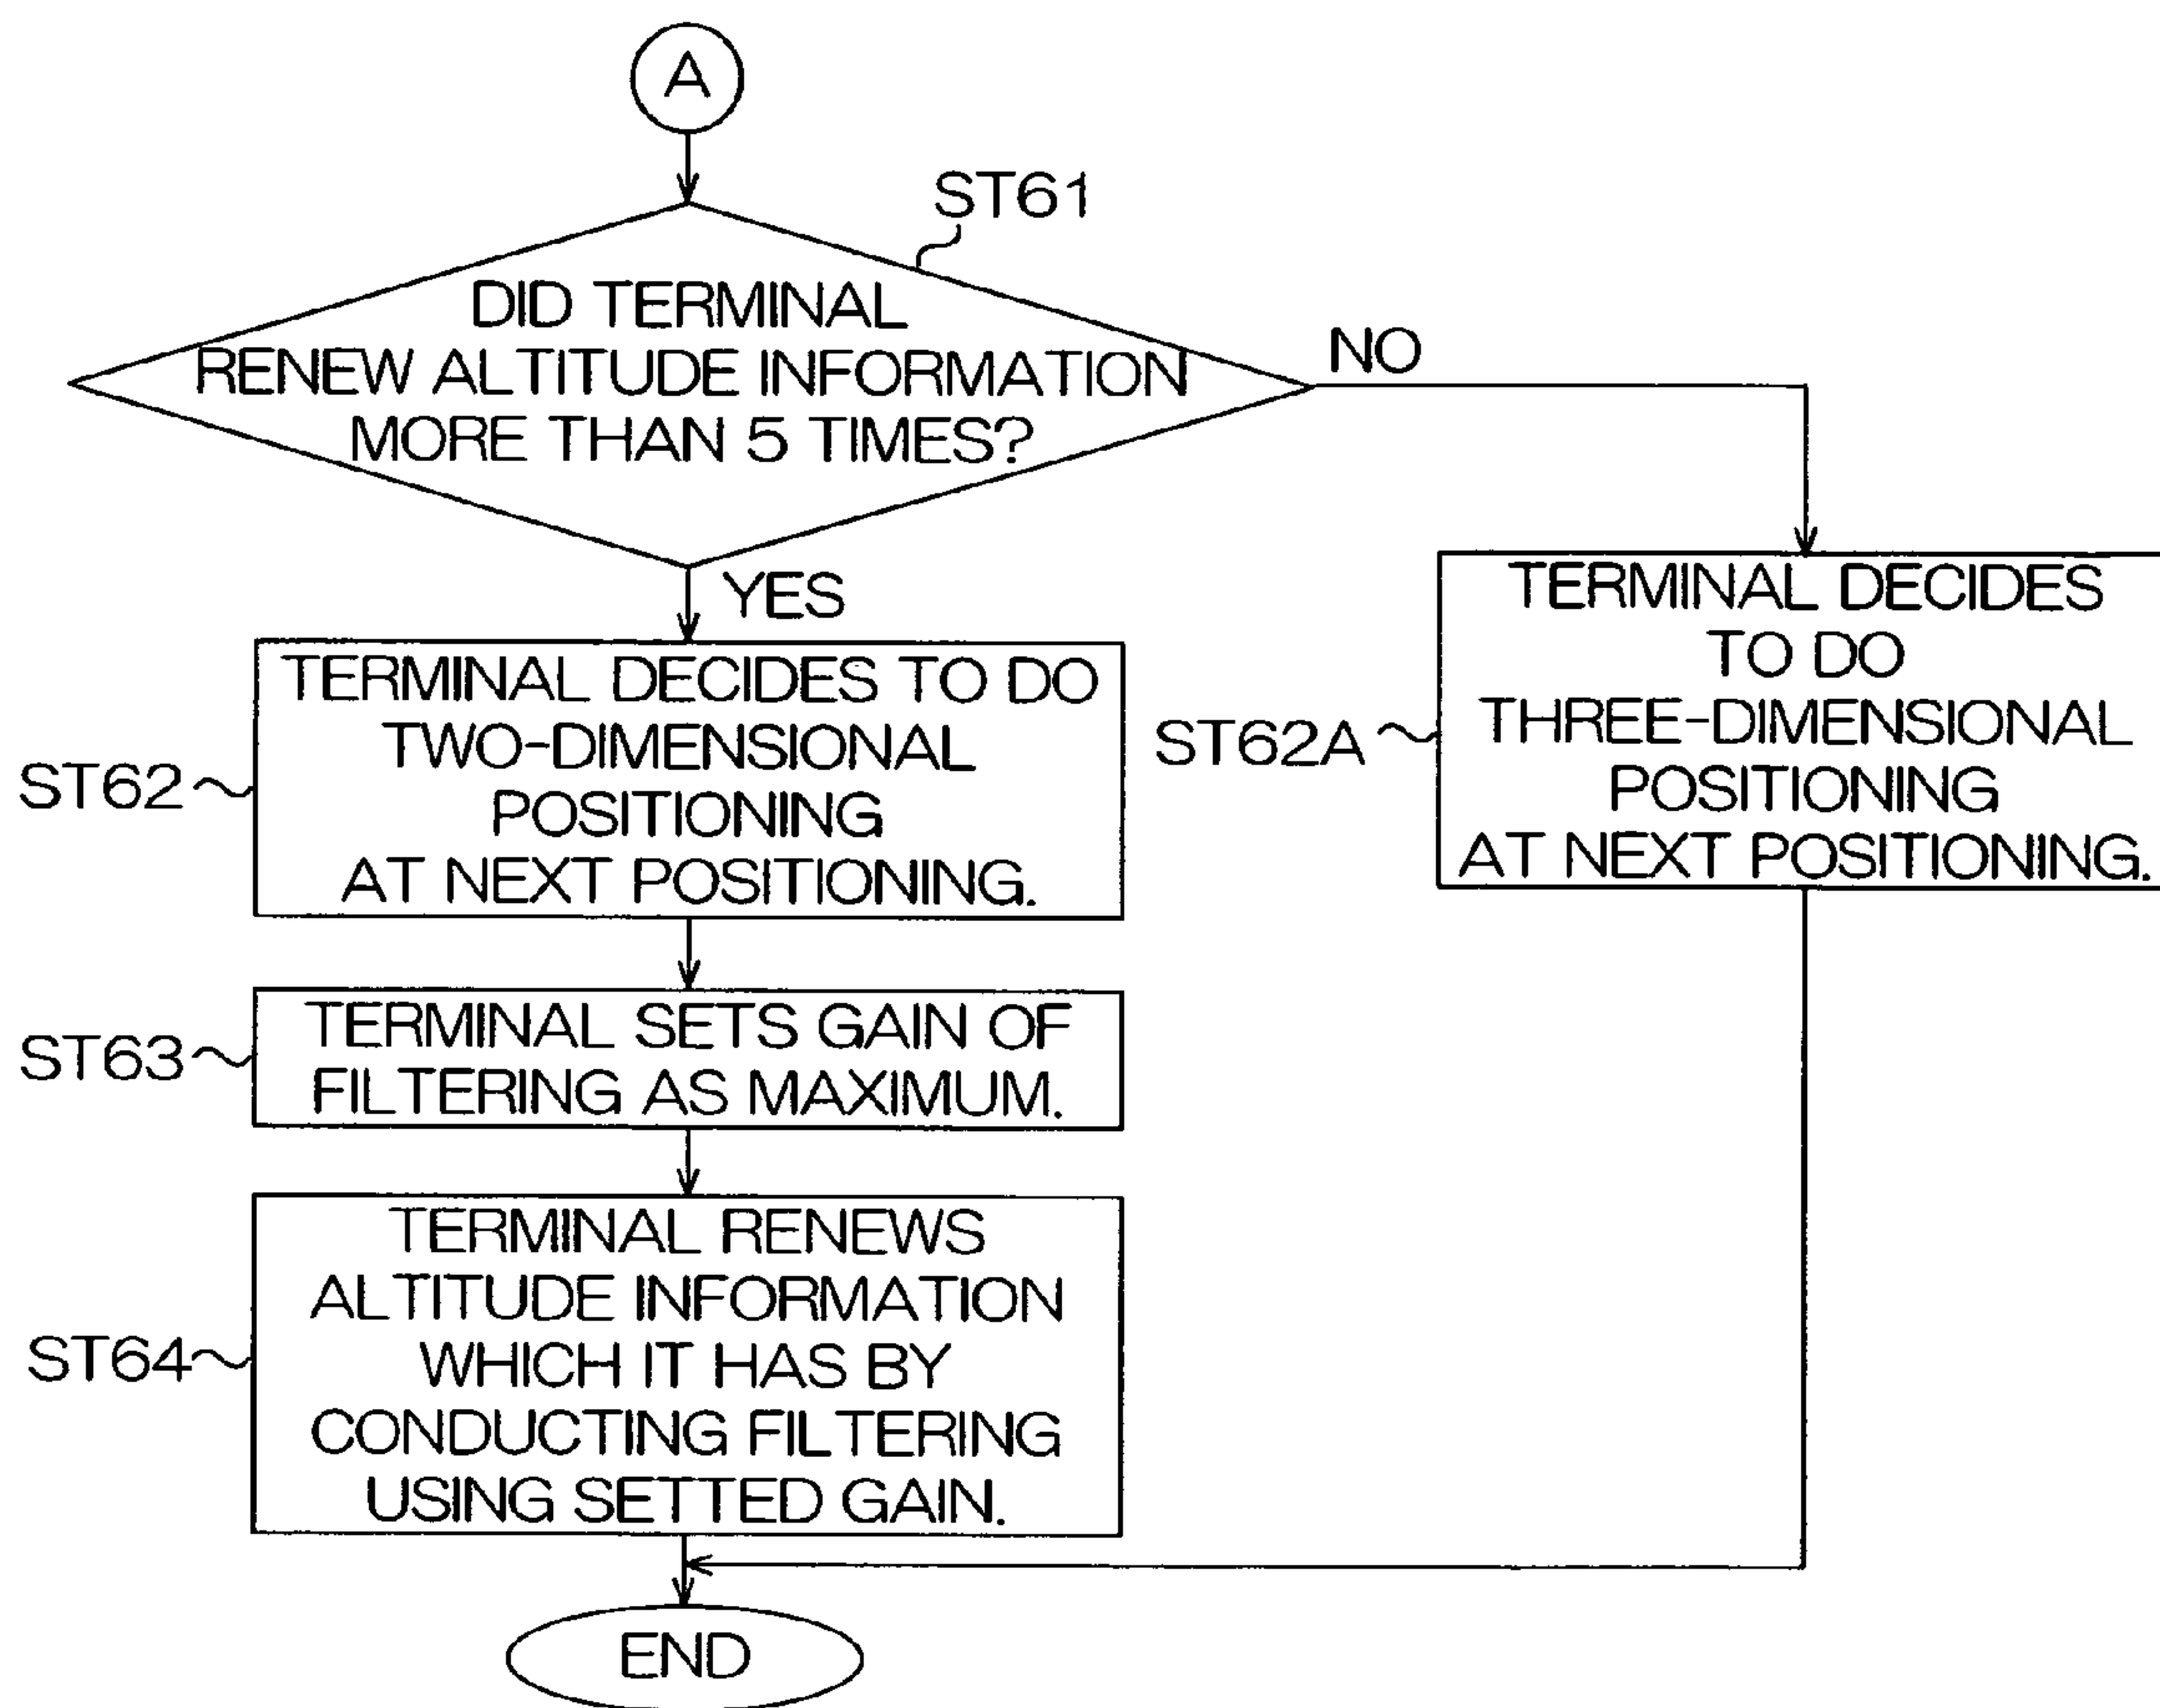 A
ST61
DID TERMINAL
RENEW ALTITUDE INFORMATION
MORE THAN 5 TIMES?
NO
YES
TERMINAL DECIDES TO DO
TWO-DIMENSIONAL
POSITIONING
AT NEXT POSITIONING.
ST62
TERMINAL DECIDES
TO DO
THREE-DIMENSIONAL
POSITIONING
AT NEXT POSITIONING.
ST62A
TERMINAL SETS GAIN OF
FILTERING AS MAXIMUM.
ST63
TERMINAL RENEWS
ALTITUDE INFORMATION
WHICH IT HAS BY
CONDUCTING FILTERING
USING SETTED GAIN.
ST64
END